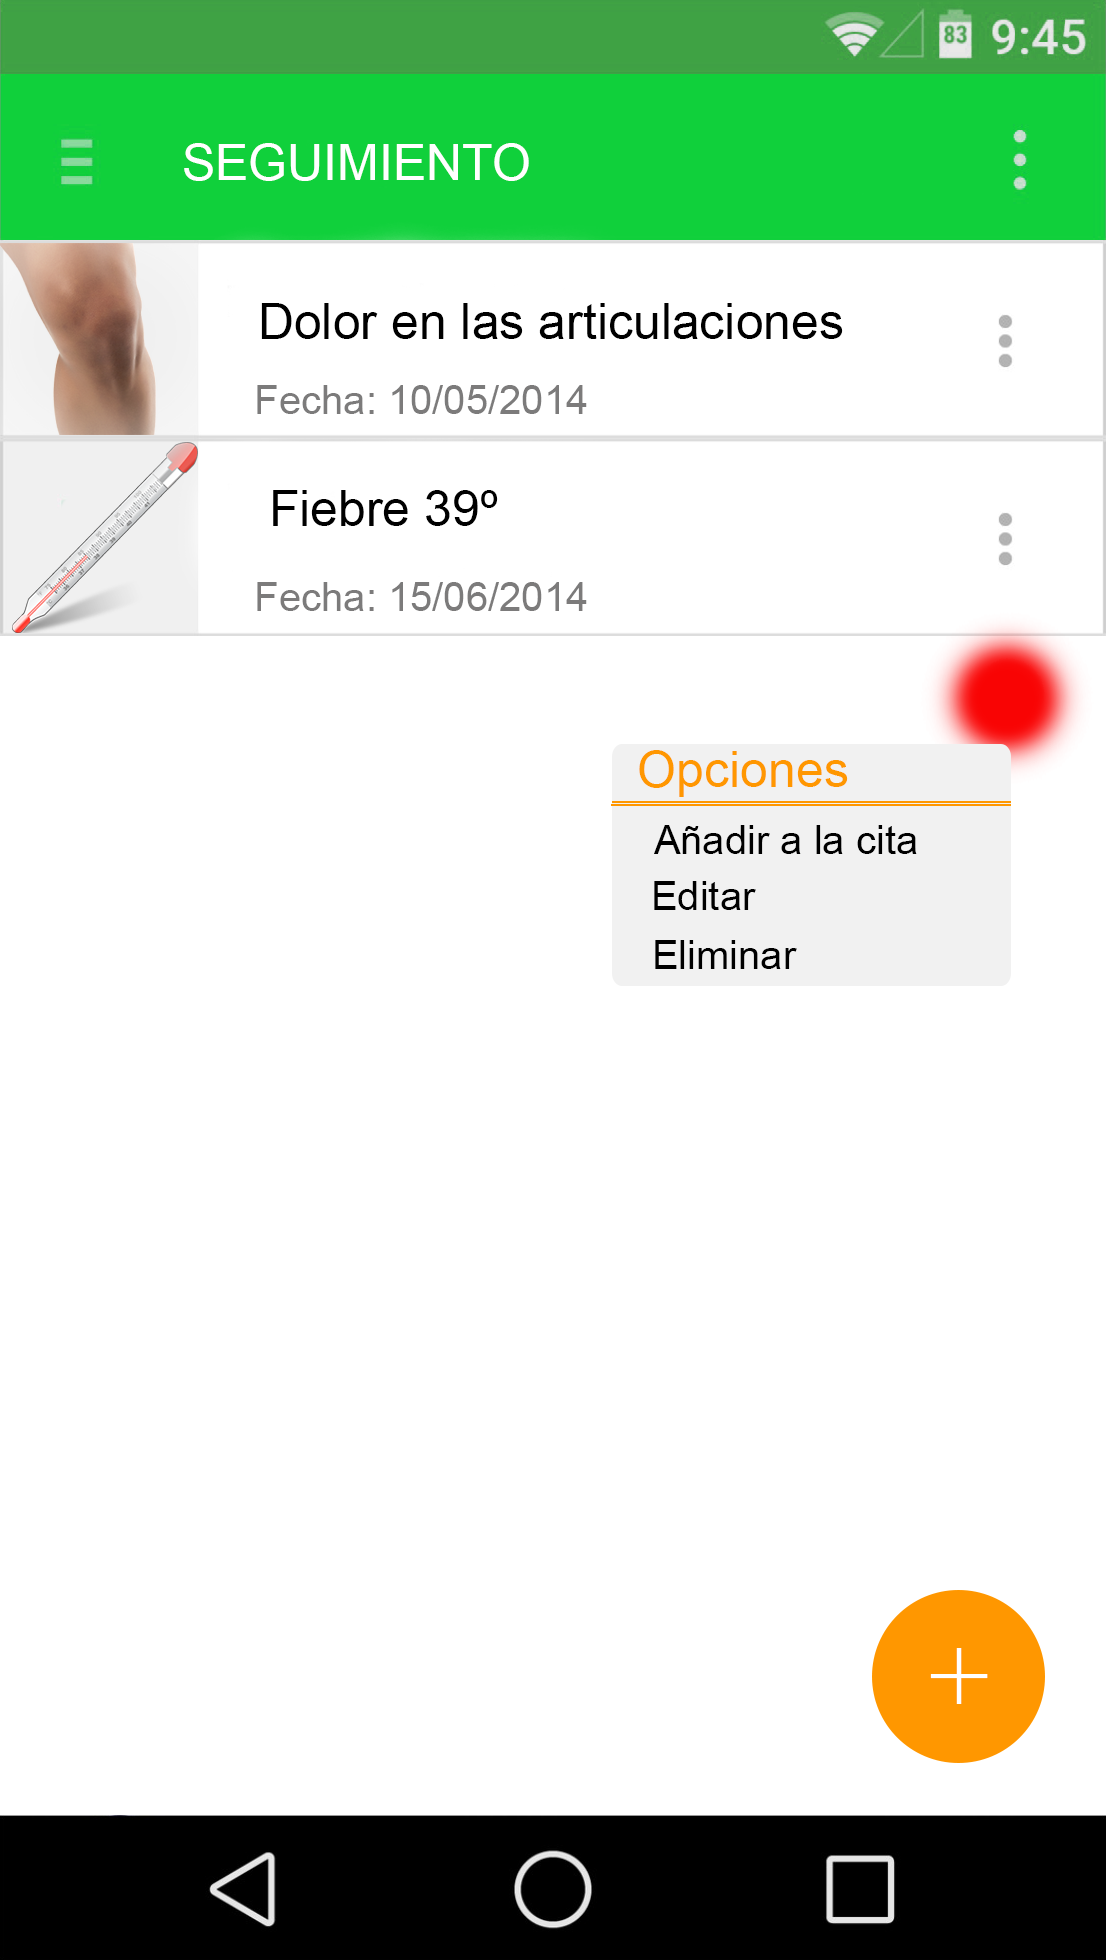 83 9:45
SEGUIMIENTO
Dolor en las articulaciones
Fecha: 10/05/2014
Fiebre 39º
Fecha: 15/06/2014
Opciones
Añadir a la cita
Editar
Eliminar